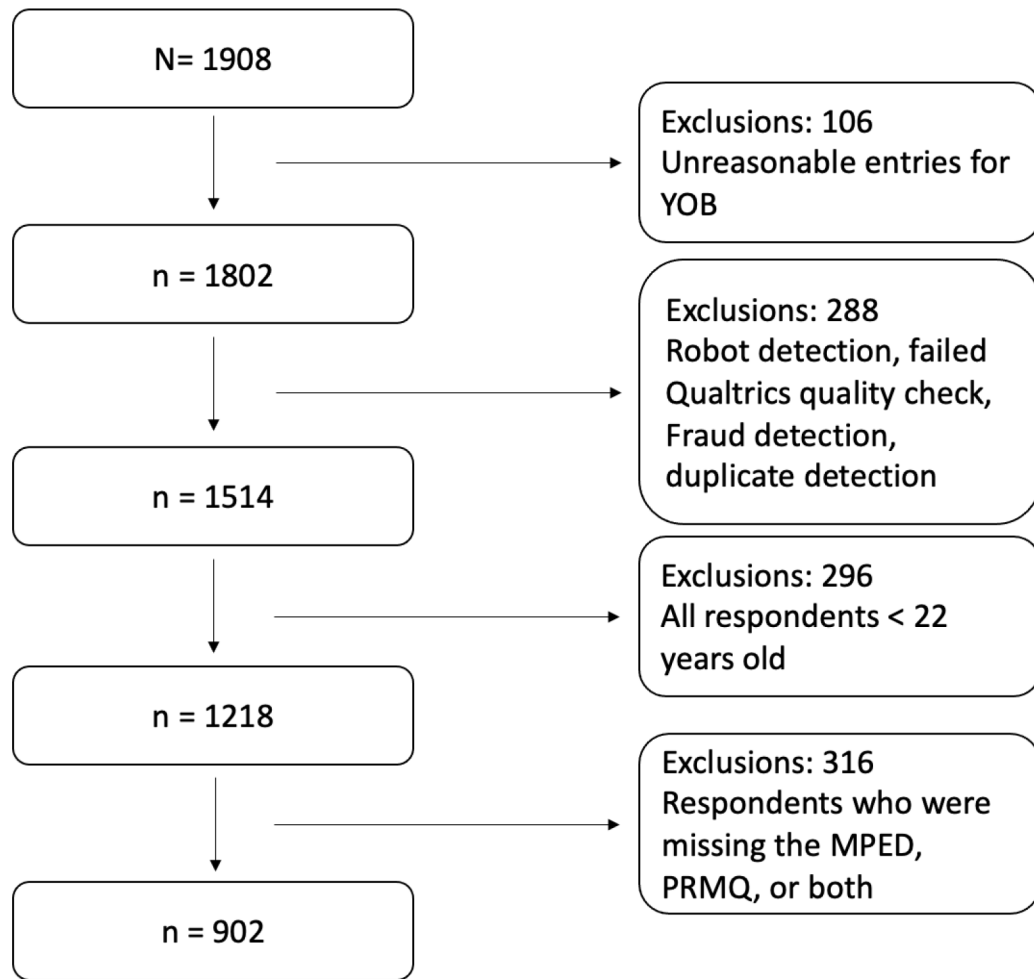 N= 1908
Exclusions: 106
Unreasonable entries for
YOB
n = 1802
Exclusions: 288
Robot detection, failed
Qualtrics quality check,
Fraud detection,
duplicate detection
n = 1514
Exclusions: 296
All respondents < 22
years old
n = 1218
Exclusions: 316
Respondents who were
missing the MPED,
PRMQ, or both
n = 902